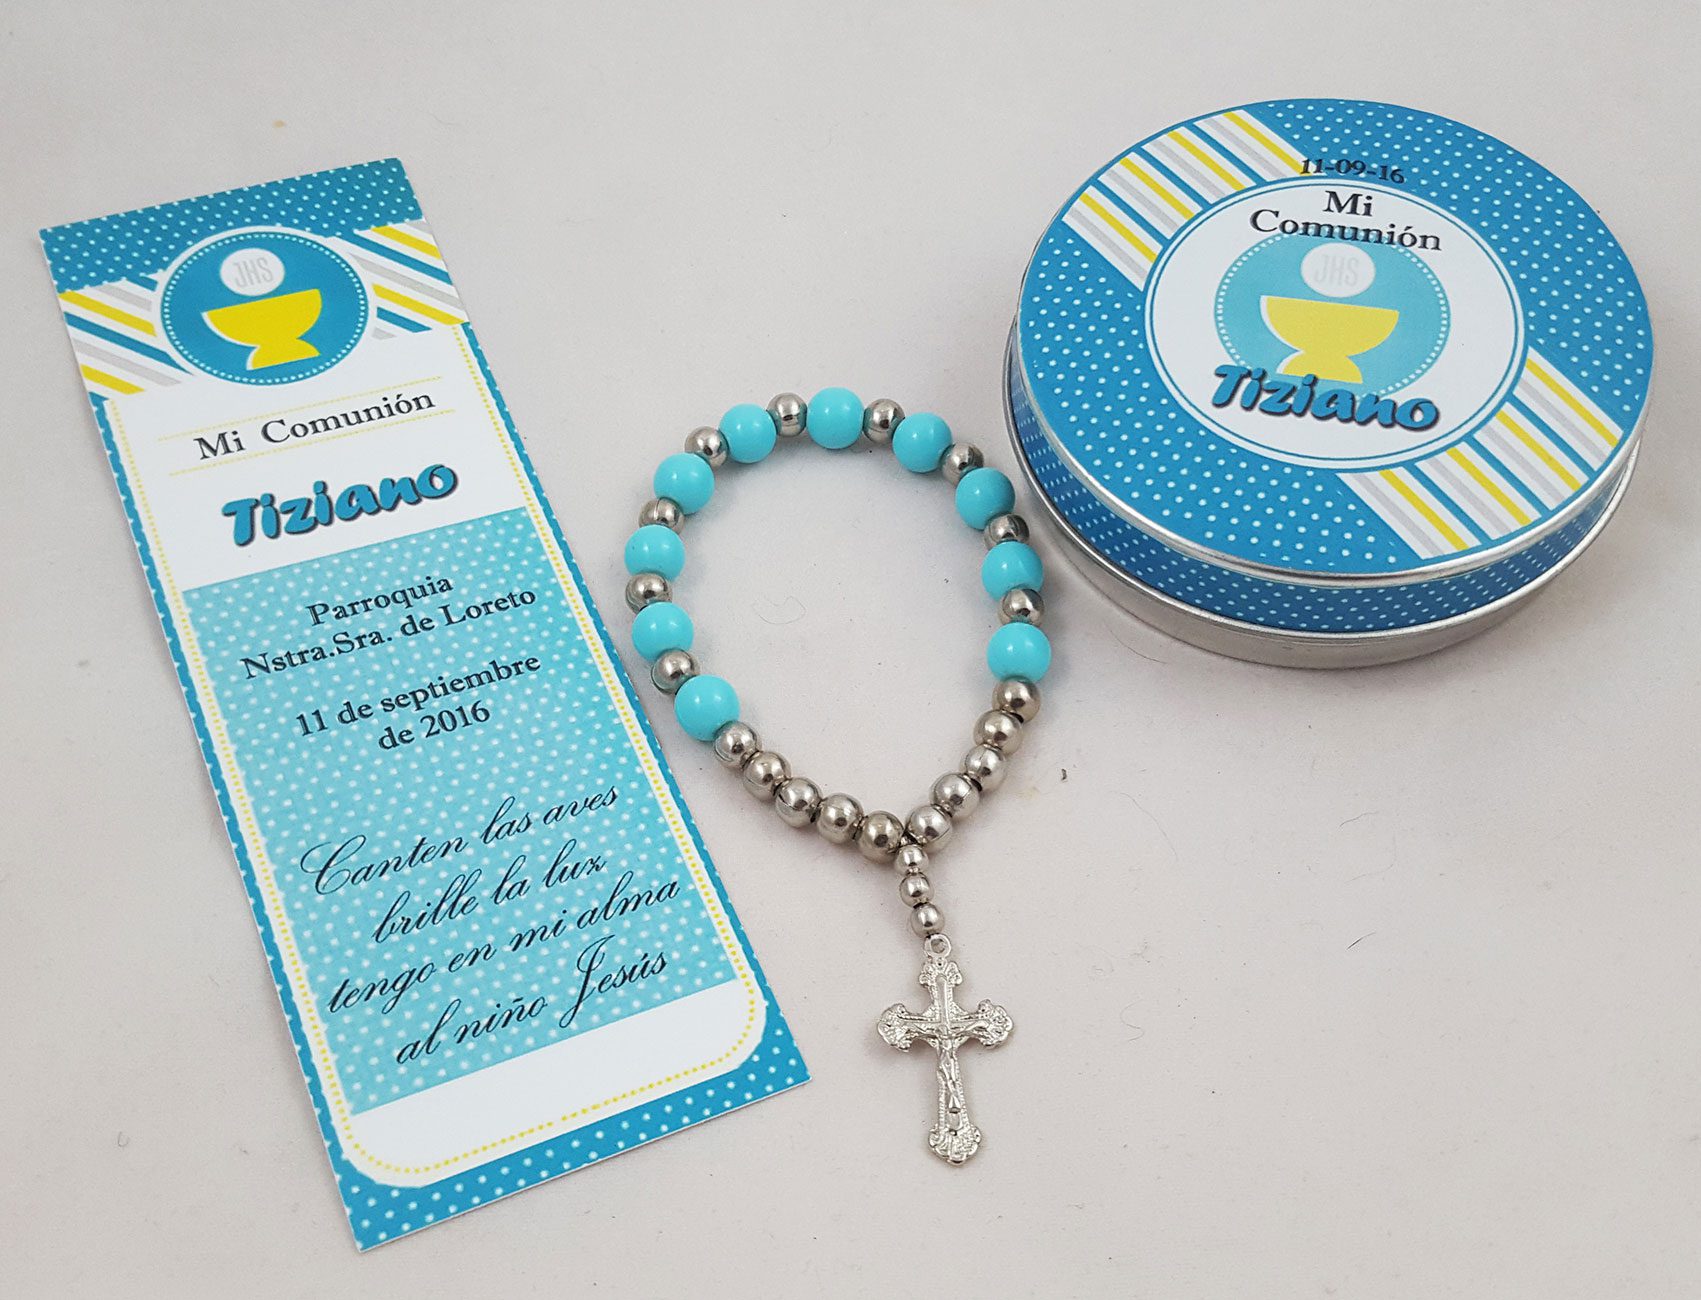 JHS
Mi Comunión
Tiziano
Parroquia
Nstra.Sra. de Loreto
11 de septiembre
de 2016
Canten las aves
brille la luz
tengo en mi alma
al niño Jesús
11-09-16
Mi
Comunión
JHS
Tiziano